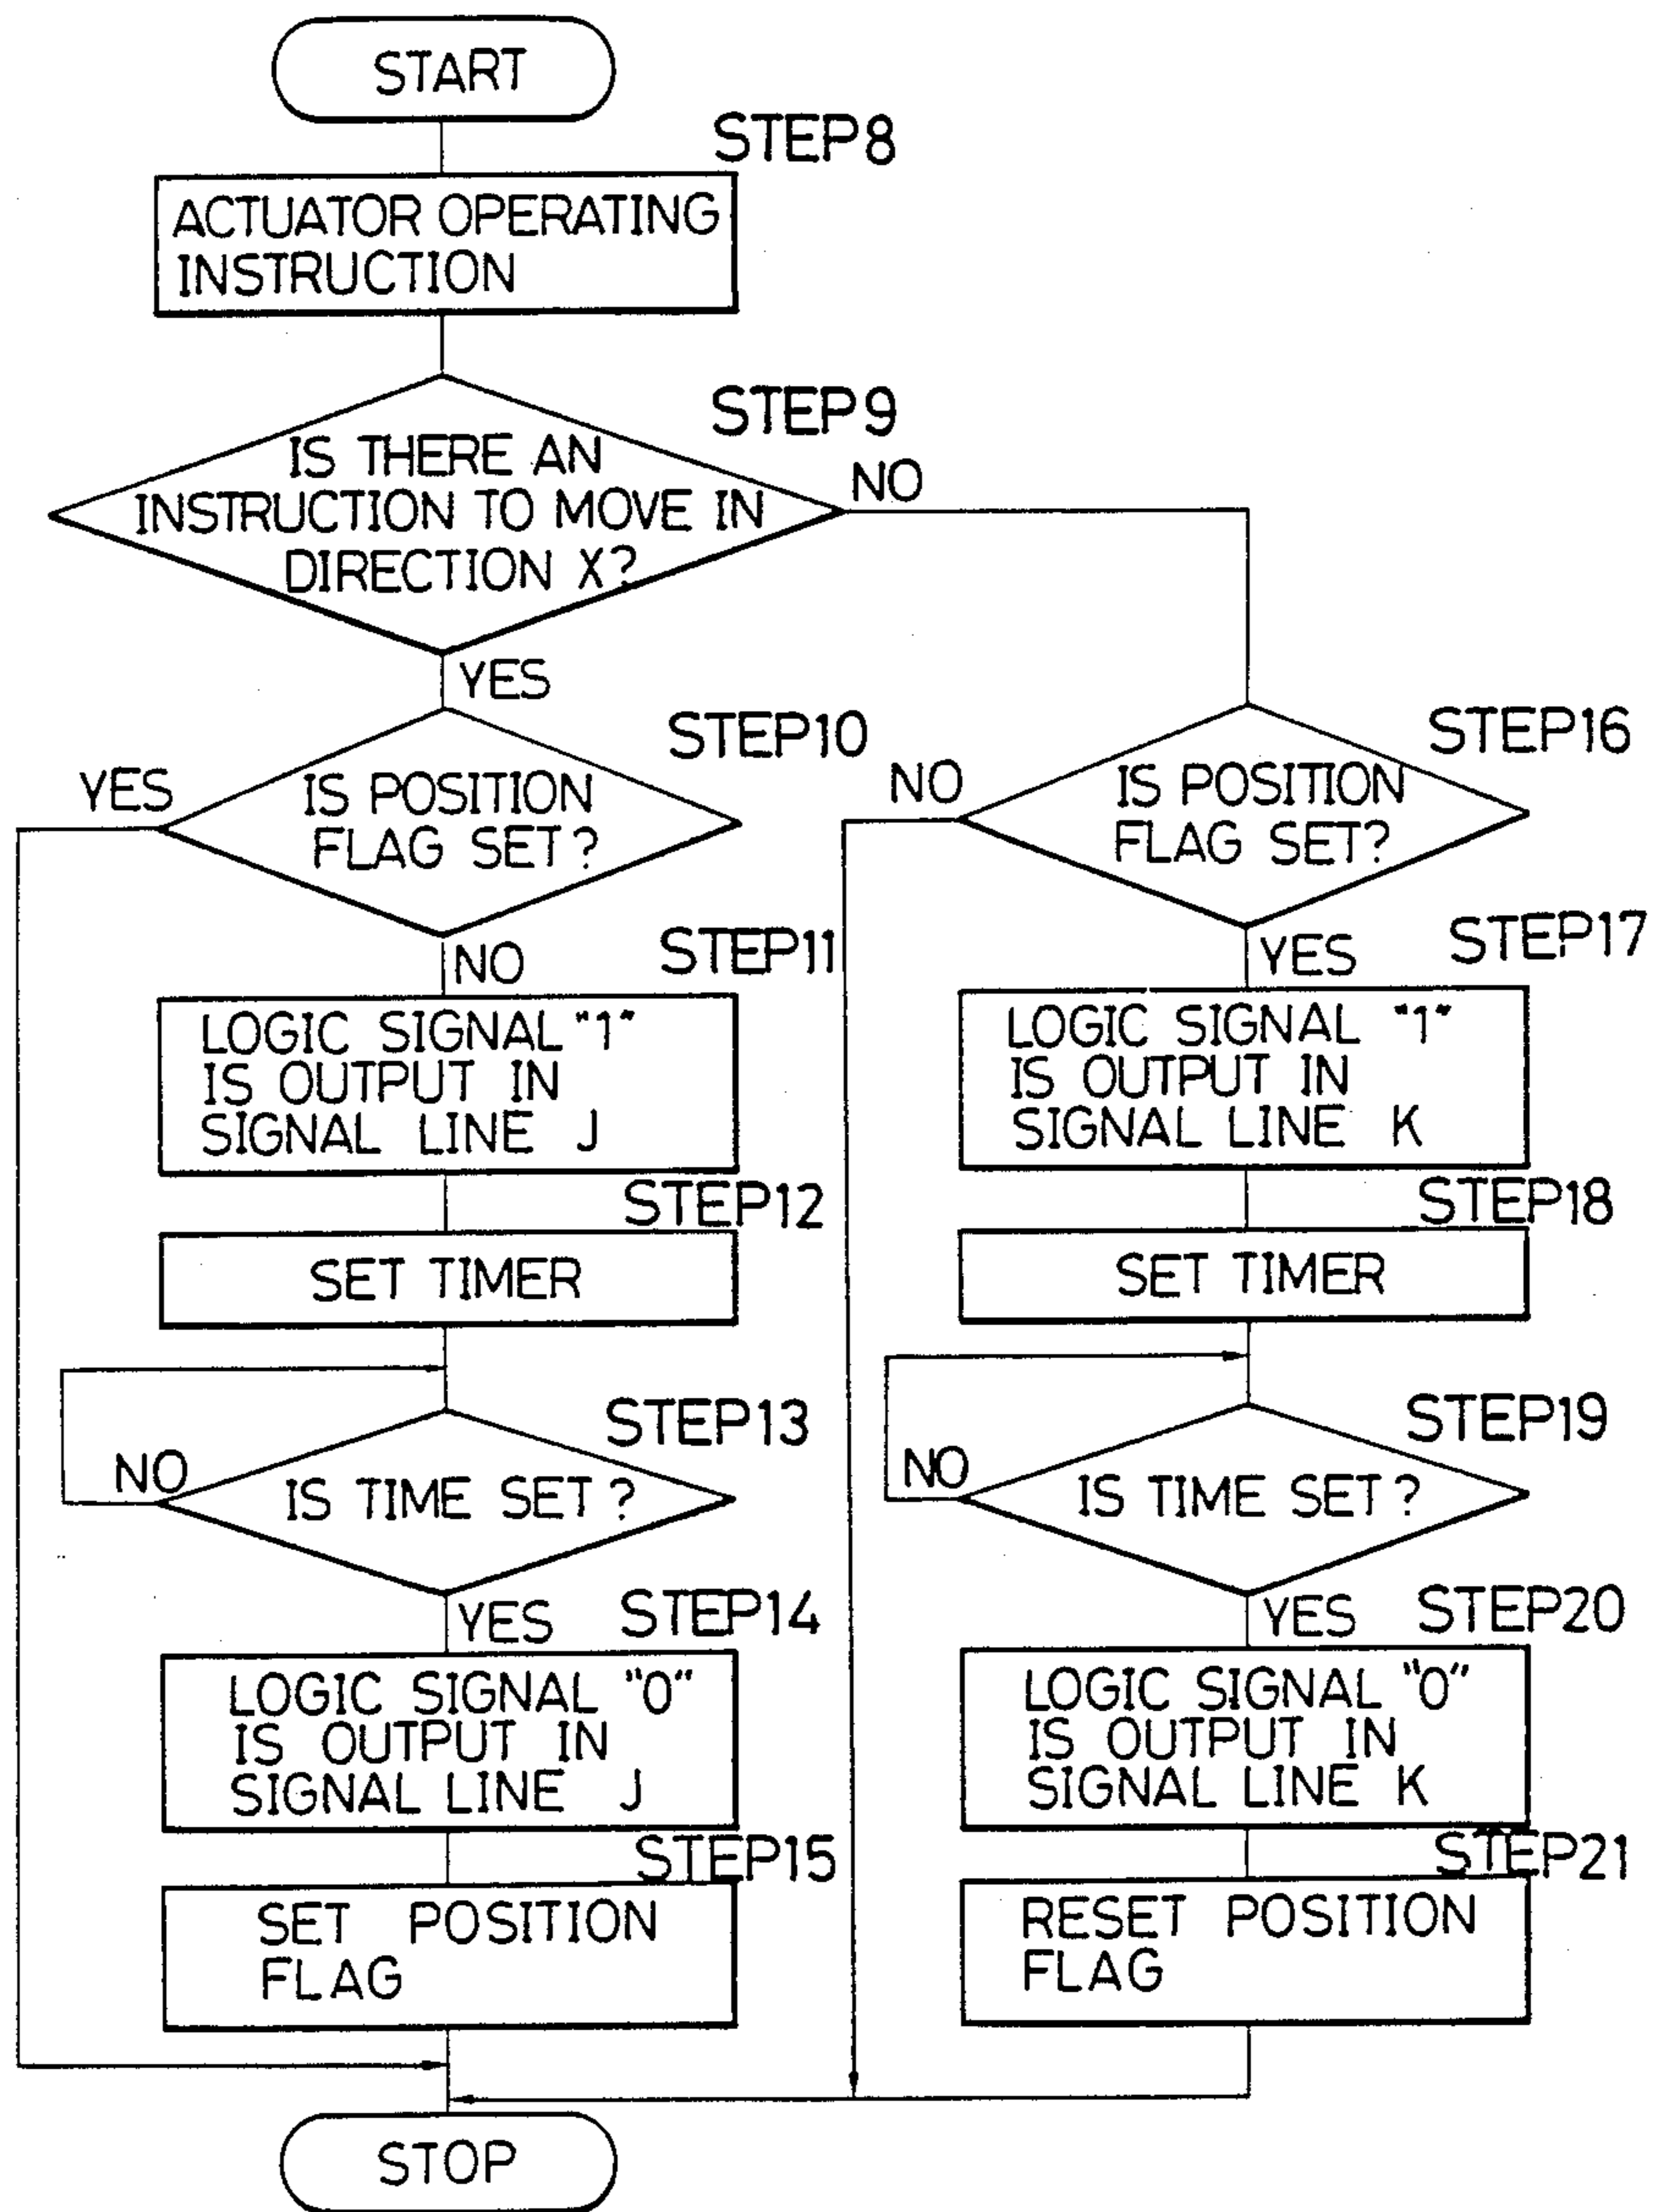 START
STEP8
ACTUATOR OPERATING
INSTRUCTION
STEP9
IS THERE AN
INSTRUCTION TO MOVE IN
DIRECTION X?
NO
YES
STEP10
YES
IS POSITION
FLAG SET?
NO
STEP11
LOGIC SIGNAL "1"
IS OUTPUT IN
SIGNAL LINE J
STEP12
SET TIMER
STEP13
NO
IS TIME SET?
YES
STEP14
LOGIC SIGNAL "0"
IS OUTPUT IN
SIGNAL LINE J
STEP15
SET POSITION
FLAG
STEP16
NO
IS POSITION
FLAG SET?
YES
STEP17
LOGIC SIGNAL "1"
IS OUTPUT IN
SIGNAL LINE K
STEP18
SET TIMER
STEP19
NO
IS TIME SET?
YES
STEP20
LOGIC SIGNAL "0"
IS OUTPUT IN
SIGNAL LINE K
STEP21
RESET POSITION
FLAG
STOP